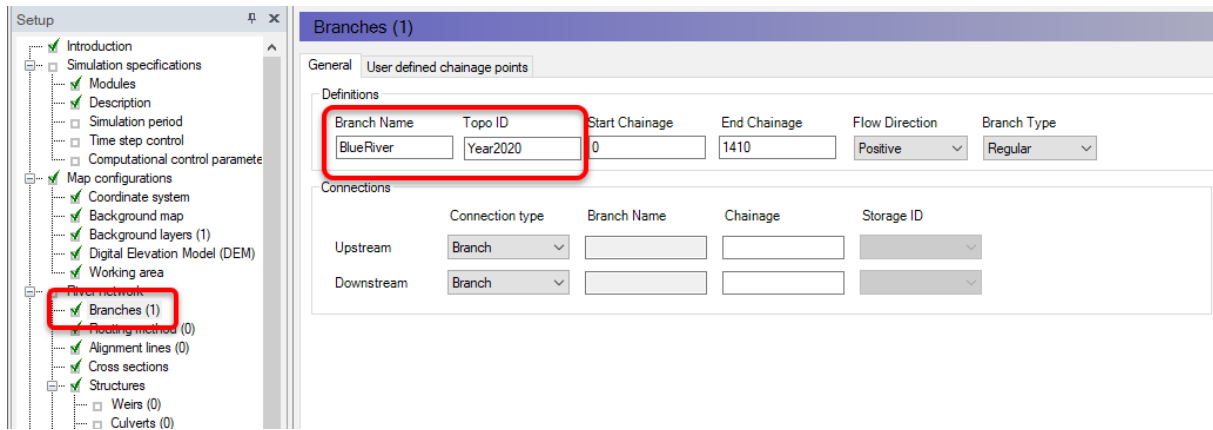 Setup
Introduction
Simulation specifications
Modules
Description
Simulation period
Time step control
Computational control paramete
Map configurations
Coordinate system
Background map
Background layers (1)
Digital Elevation Model (DEM)
Working area
River network
Branches (1)
Routing method (0)
Alignment lines (0)
Cross sections
Structures
Weirs (0)
Culverts (0)
Branches (1)
General User defined chainage points
Definitions
Branch Name Topo ID Start Chainage End Chainage Flow Direction Branch Type
BlueRiver Year2020 0 1410 Positive Regular
Connections
Connection type Branch Name Chainage Storage ID
Upstream Branch
Downstream Branch